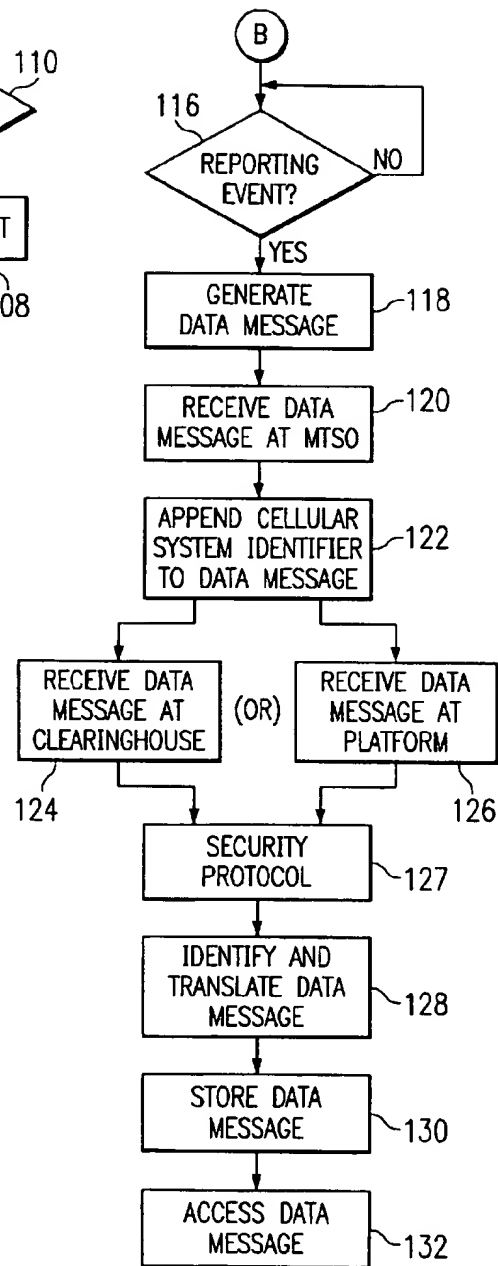 B
110
116
REPORTING
EVENT?
NO
T
08
YES
GENERATE
DATA MESSAGE
118
RECEIVE DATA
MESSAGE AT MTSO
120
APPEND CELLULAR
SYSTEM IDENTIFIER
TO DATA MESSAGE
122
RECEIVE DATA
MESSAGE AT
CLEARINGHOUSE
(OR)
RECEIVE DATA
MESSAGE AT
PLATFORM
124
126
SECURITY
PROTOCOL
127
IDENTIFY AND
TRANSLATE DATA
MESSAGE
128
STORE DATA
MESSAGE
130
ACCESS DATA
MESSAGE
132